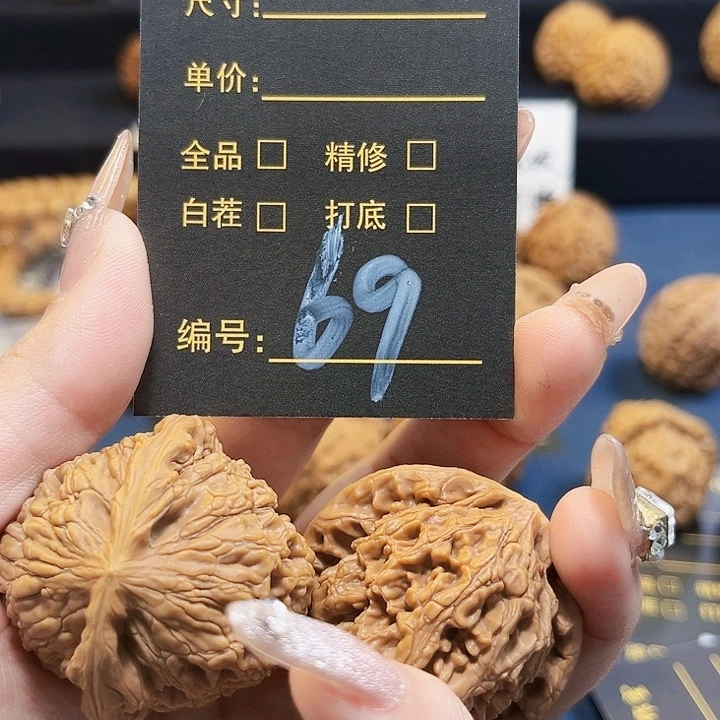 尺寸:
单价:
全品 □ 精修 □
白茬 □ 打底 □
编号: 69